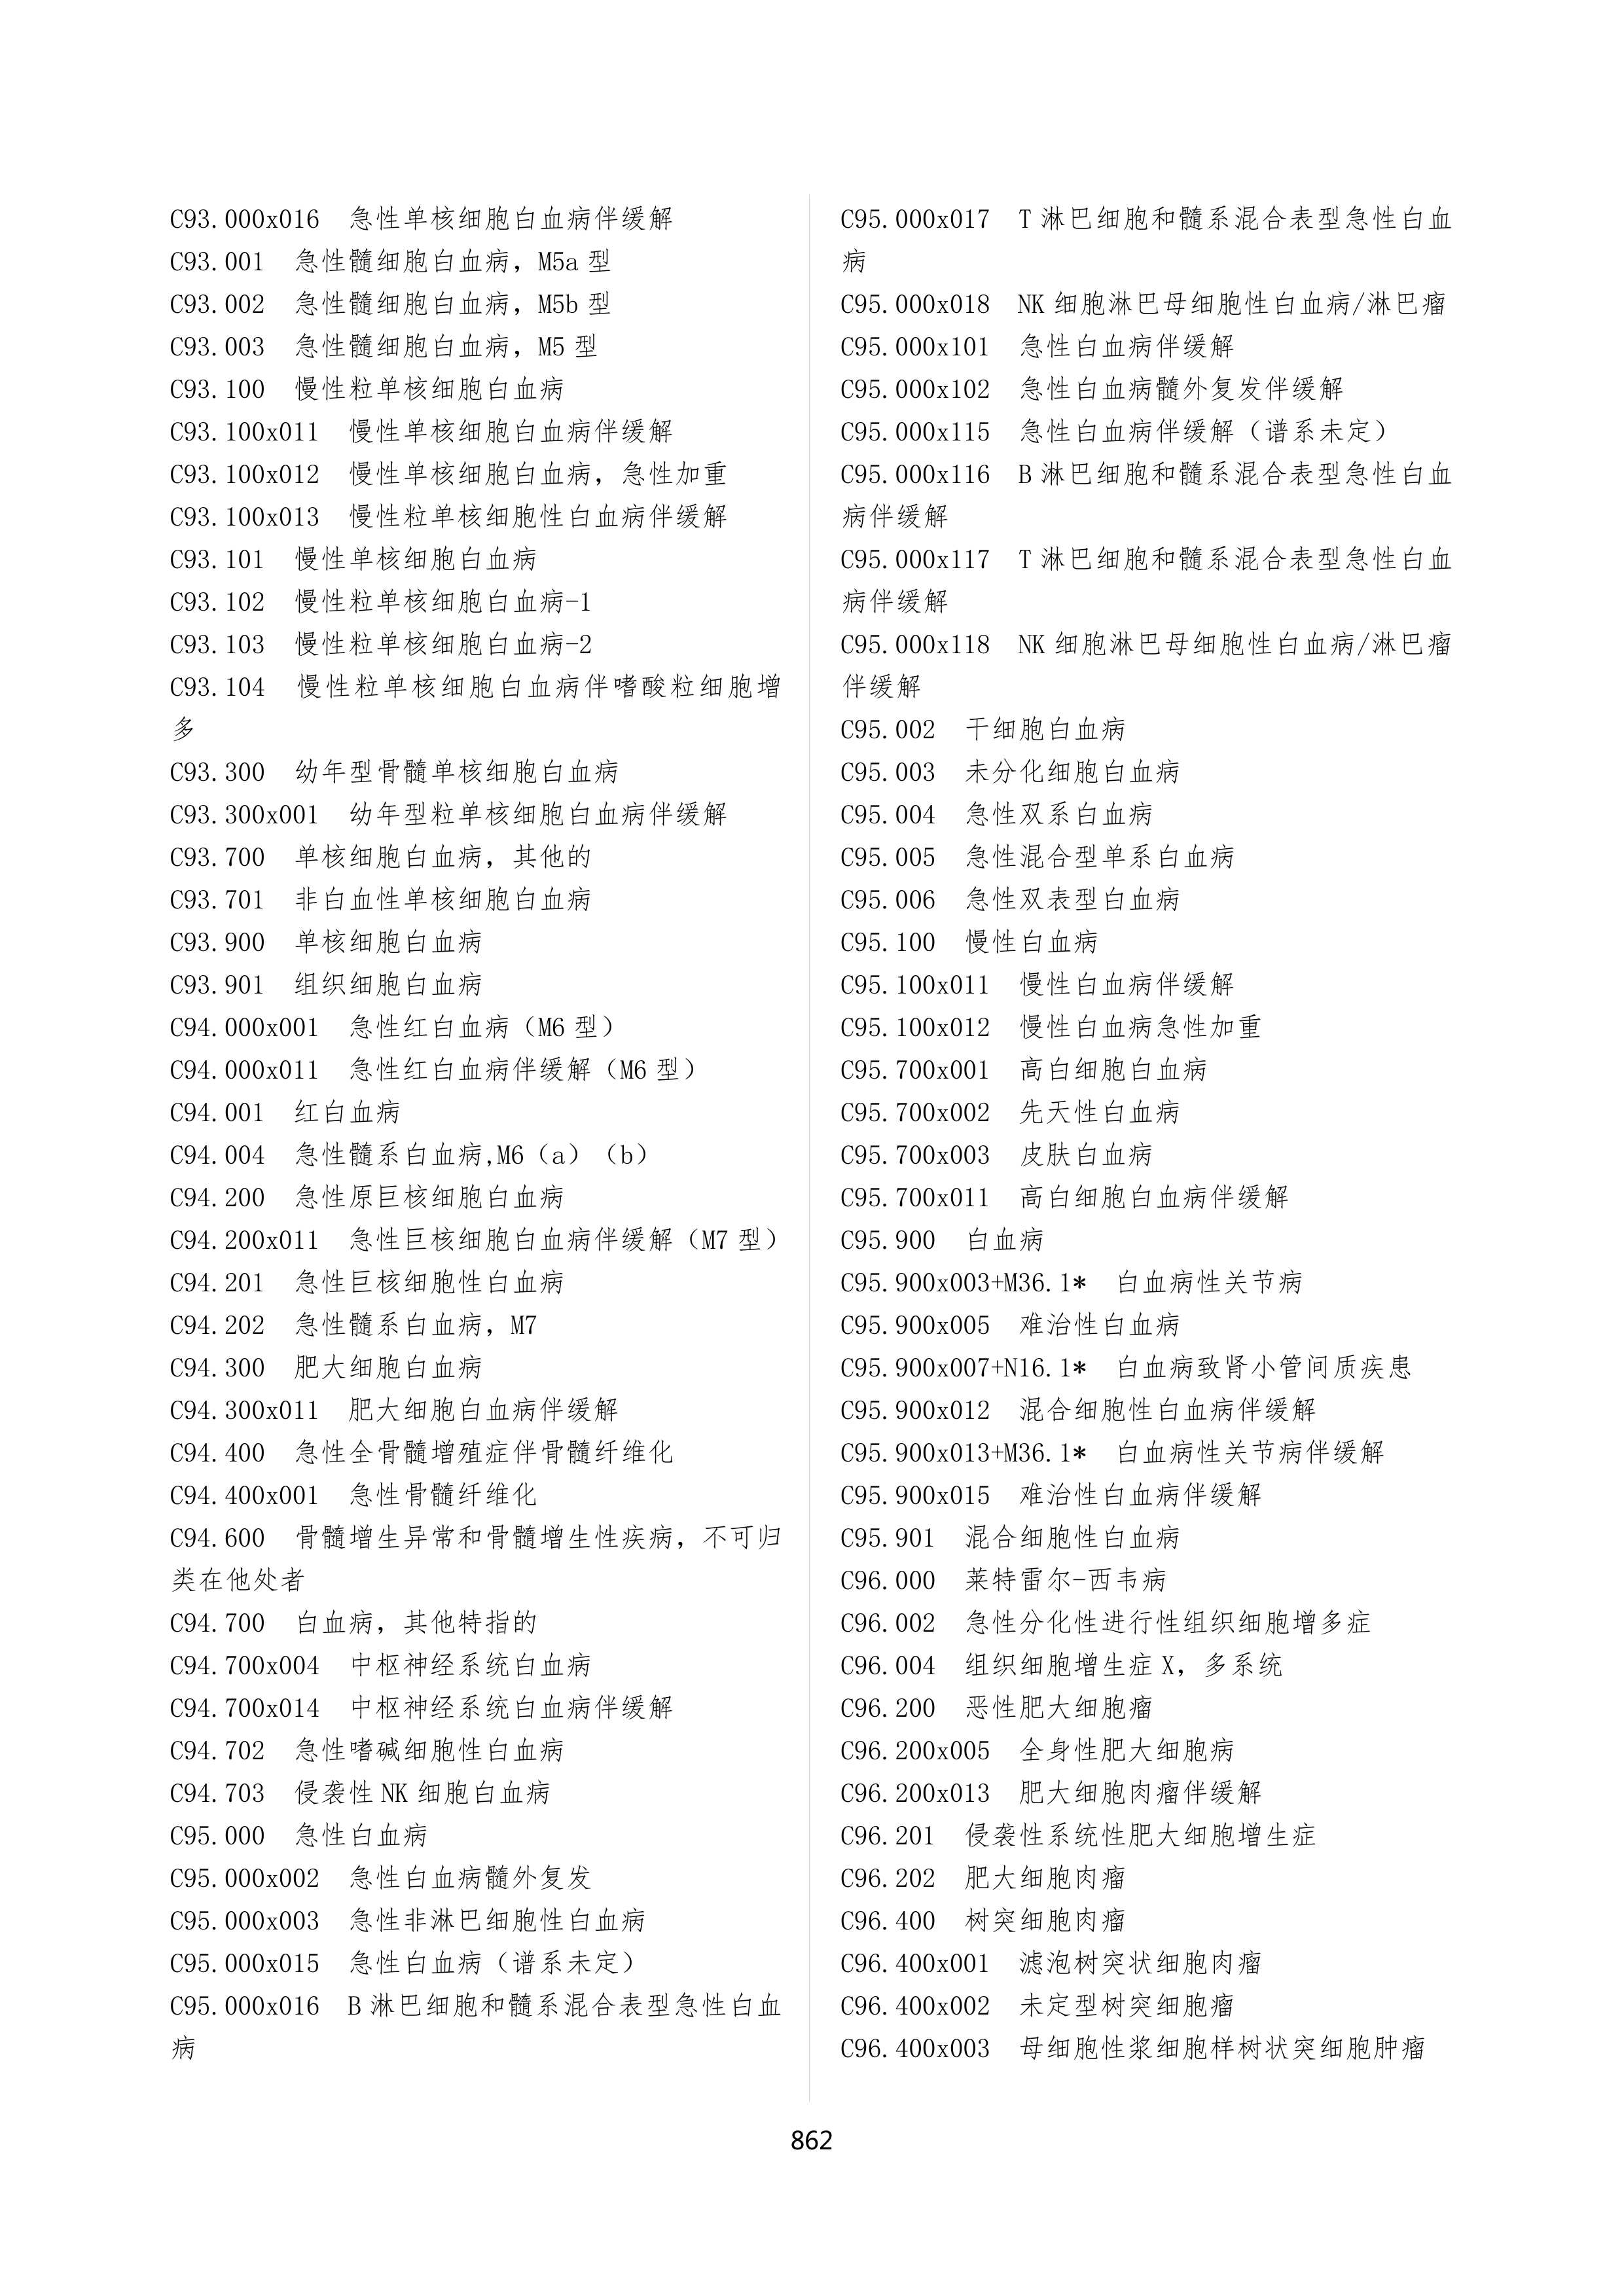 C93.000x016　急性单核细胞白血病伴缓解
C93.001　急性髓细胞白血病，M5a 型
C93.002　急性髓细胞白血病，M5b 型
C93.003　急性髓细胞白血病，M5 型
C93.100　慢性粒单核细胞白血病
C93.100x011　慢性单核细胞白血病伴缓解
C93.100x012　慢性单核细胞白血病，急性加重
C93.100x013　慢性粒单核细胞性白血病伴缓解
C93.101　慢性单核细胞白血病
C93.102　慢性粒单核细胞白血病-1
C93.103　慢性粒单核细胞白血病-2
C93.104　慢性粒单核细胞白血病伴嗜酸粒细胞增
多
C93.300　幼年型骨髓单核细胞白血病
C93.300x001　幼年型粒单核细胞白血病伴缓解
C93.700　单核细胞白血病，其他的
C93.701　非白血性单核细胞白血病
C93.900　单核细胞白血病
C93.901　组织细胞白血病
C94.000x001　急性红白血病（M6 型）
C94.000x011　急性红白血病伴缓解（M6 型）
C94.001　红白血病
C94.004　急性髓系白血病,M6（a）（b）
C94.200　急性原巨核细胞白血病
C94.200x011　急性巨核细胞白血病伴缓解（M7 型）
C94.201　急性巨核细胞性白血病
C94.202　急性髓系白血病，M7
C94.300　肥大细胞白血病
C94.300x011　肥大细胞白血病伴缓解
C94.400　急性全骨髓增殖症伴骨髓纤维化
C94.400x001　急性骨髓纤维化
C94.600　骨髓增生异常和骨髓增生性疾病，不可归
类在他处者
C94.700　白血病，其他特指的
C94.700x004　中枢神经系统白血病
C94.700x014　中枢神经系统白血病伴缓解
C94.702　急性嗜碱细胞性白血病
C94.703　侵袭性 NK 细胞白血病
C95.000　急性白血病
C95.000x002　急性白血病髓外复发
C95.000x003　急性非淋巴细胞性白血病
C95.000x015　急性白血病（谱系未定）
C95.000x016　B 淋巴细胞和髓系混合表型急性白血
病
C95.000x017　T 淋巴细胞和髓系混合表型急性白血
病
C95.000x018　NK 细胞淋巴母细胞性白血病/淋巴瘤
C95.000x101　急性白血病伴缓解
C95.000x102　急性白血病髓外复发伴缓解
C95.000x115　急性白血病伴缓解（谱系未定）
C95.000x116　B 淋巴细胞和髓系混合表型急性白血
病伴缓解
C95.000x117　T 淋巴细胞和髓系混合表型急性白血
病伴缓解
C95.000x118　NK 细胞淋巴母细胞性白血病/淋巴瘤
伴缓解
C95.002　干细胞白血病
C95.003　未分化细胞白血病
C95.004　急性双系白血病
C95.005　急性混合型单系白血病
C95.006　急性双表型白血病
C95.100　慢性白血病
C95.100x011　慢性白血病伴缓解
C95.100x012　慢性白血病急性加重
C95.700x001　高白细胞白血病
C95.700x002　先天性白血病
C95.700x003　皮肤白血病
C95.700x011　高白细胞白血病伴缓解
C95.900　白血病
C95.900x003+M36.1*　白血病性关节病
C95.900x005　难治性白血病
C95.900x007+N16.1*　白血病致肾小管间质疾患
C95.900x012　混合细胞性白血病伴缓解
C95.900x013+M36.1*　白血病性关节病伴缓解
C95.900x015　难治性白血病伴缓解
C95.901　混合细胞性白血病
C96.000　莱特雷尔-西韦病
C96.002　急性分化性进行性组织细胞增多症
C96.004　组织细胞增生症 X，多系统
C96.200　恶性肥大细胞瘤
C96.200x005　全身性肥大细胞病
C96.200x013　肥大细胞肉瘤伴缓解
C96.201　侵袭性系统性肥大细胞增生症
C96.202　肥大细胞肉瘤
C96.400　树突细胞肉瘤
C96.400x001　滤泡树突状细胞肉瘤
C96.400x002　未定型树突细胞瘤
C96.400x003　母细胞性浆细胞样树状突细胞肿瘤
862